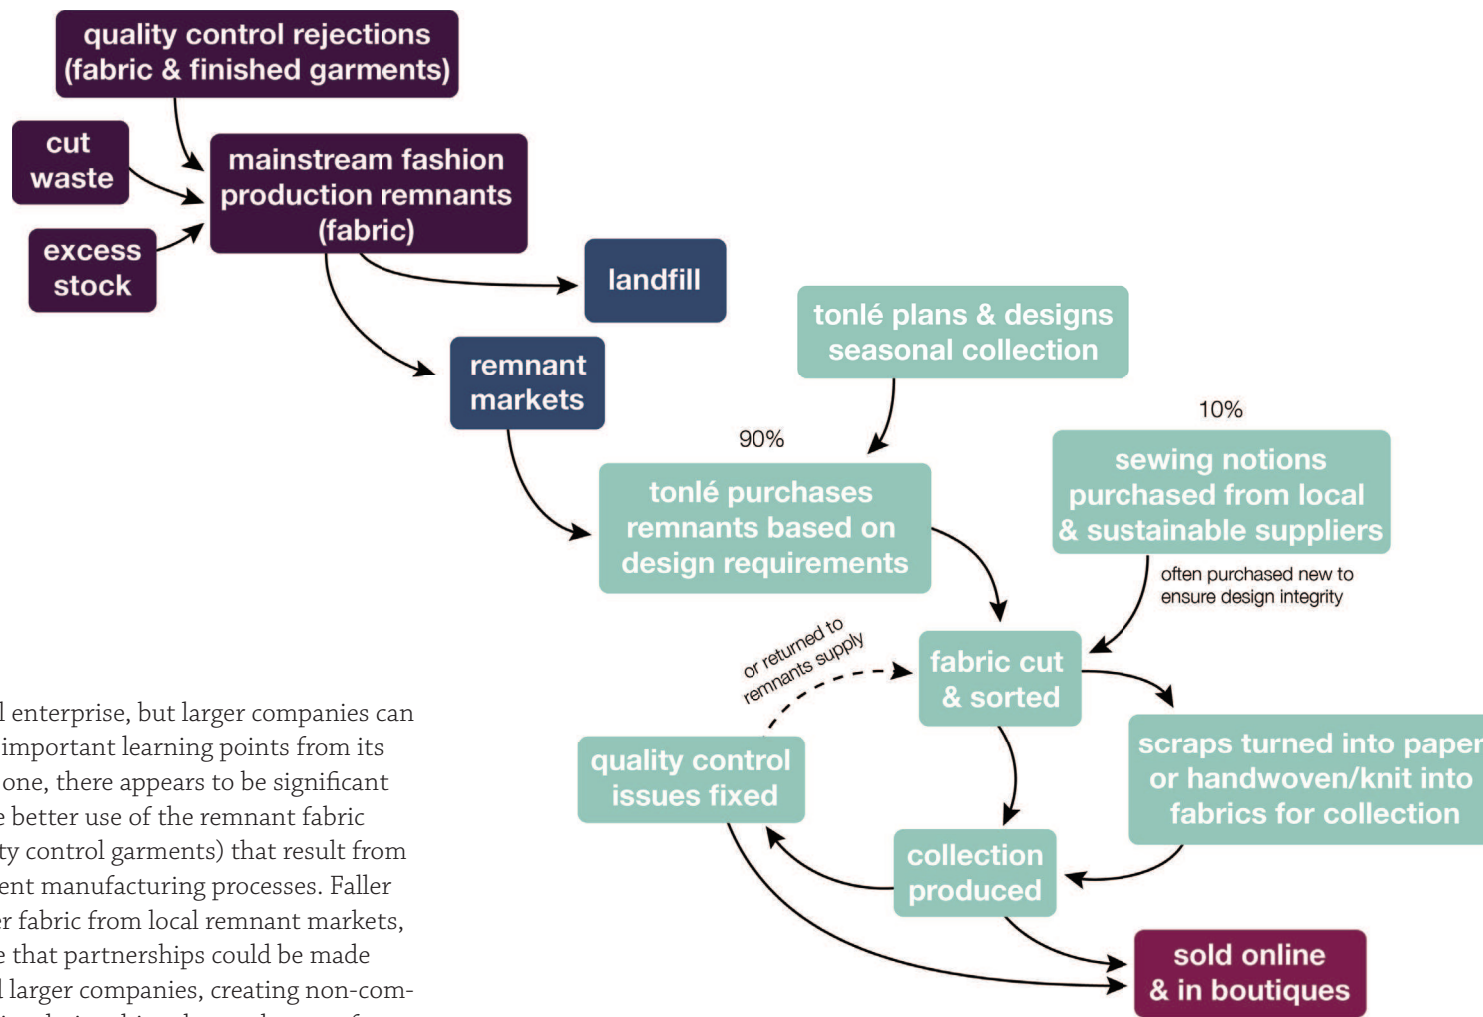 quality control rejections
(fabric & finished garments)
cut
waste
mainstream fashion
production remnants
(fabric)
excess
stock
landfill
remnant
markets
tonlé plans & designs
seasonal collection
90%
tonlé purchases
remnants based on
design requirements
10%
sewing notions
purchased from local
& sustainable suppliers
often purchased new to
ensure design integrity
or returned to
remnants supply
fabric cut
& sorted
quality control
issues fixed
scraps turned into paper
or handwoven/knit into
fabrics for collection
collection
produced
sold online
& in boutiques
l enterprise, but larger companies can
important learning points from its
one, there appears to be significant
e better use of the remnant fabric
ty control garments) that result from
ent manufacturing processes. Faller
er fabric from local remnant markets,
e that partnerships could be made
l larger companies, creating non-com-